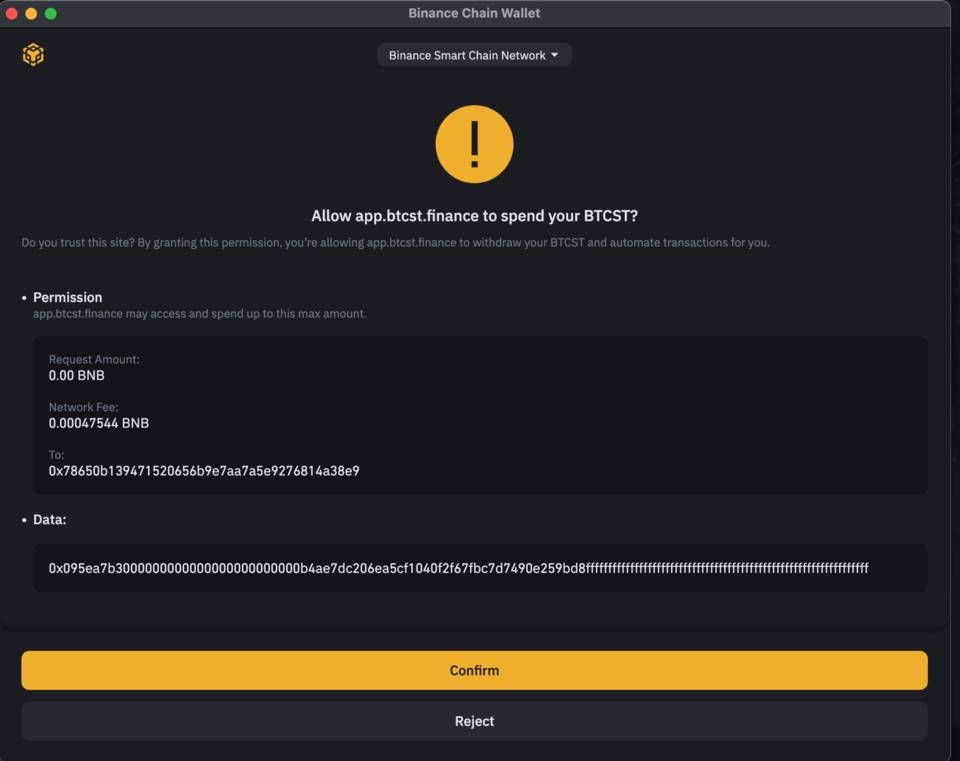 Binance Chain Wallet
Binance Smart Chain Network
Allow app.btcst.finance to spend your BTCST?
Do you trust this site? By granting this permission, you're allowing app.btcst.finance to withdraw your BTCST and automate transactions for you.
• Permission
app.btcst.finance may access and spend up to this max amount.
Request Amount:
0.00 BNB
Network Fee:
0.00047544 BNB
To:
0x78650b139471520656b9e7aa7a5e9276814a38e9
• Data:
0x095ea7b3000000000000000000000000b4ae7dc206ea5cf1040f2f67fbc7d7490e259bd8ffffffffffffffffffffffffffffffffffffffffffffffffffffffffffffffff
Confirm
Reject